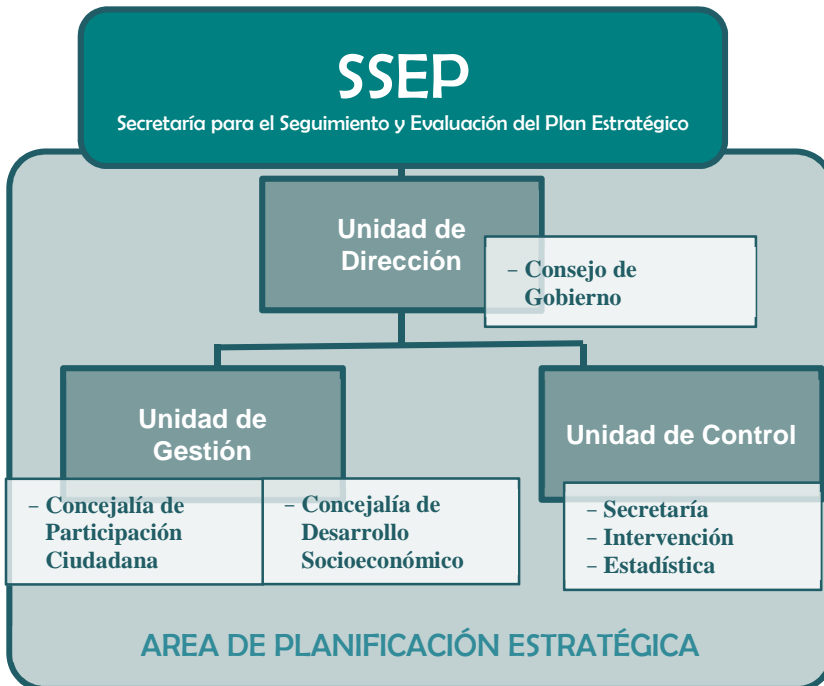 SSEP
Secretaría para el Seguimiento y Evaluación del Plan Estratégico
Unidad de
Dirección
– Consejo de
Gobierno
Unidad de
Gestión
– Concejalía de
Participación
Ciudadana
– Concejalía de
Desarrollo
Socioeconómico
Unidad de Control
– Secretaría
– Intervención
– Estadística
AREA DE PLANIFICACIÓN ESTRATÉGICA